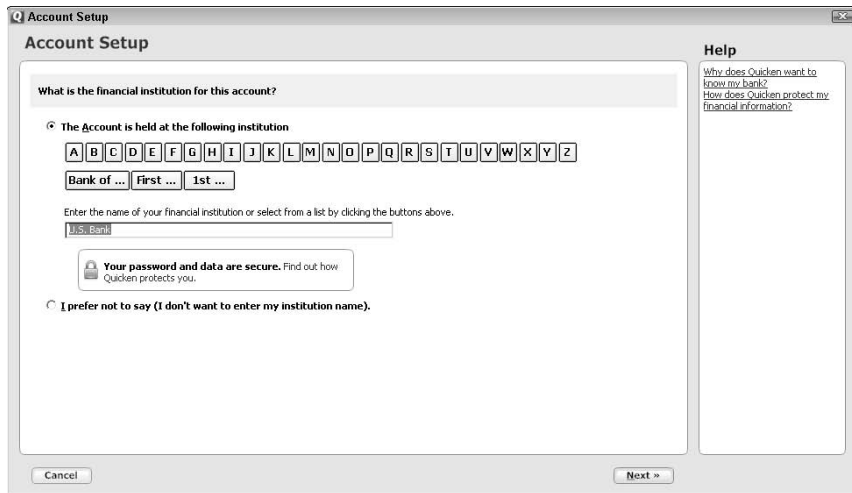 Q Account Setup
Account Setup
What is the financial institution for this account?
The Account is held at the following institution
A B C D E F G H I J K L M N O P Q R S T U V W X Y Z
Bank of ... First ... 1st ...
Enter the name of your financial institution or select from a list by clicking the buttons above.
U.S. Bank
Your password and data are secure. Find out how
Quicken protects you.
I prefer not to say (I don't want to enter my institution name).
Cancel
Next »
Help
Why does Quicken want to
know my bank?
How does Quicken protect my
financial information?